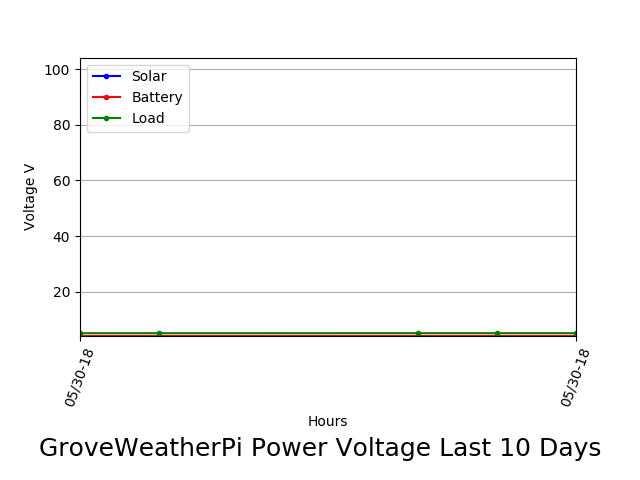 100
80
60
40
20
Voltage V
Solar
Battery
Load
05/30-18
05/30-18
Hours
GroveWeatherPi Power Voltage Last 10 Days